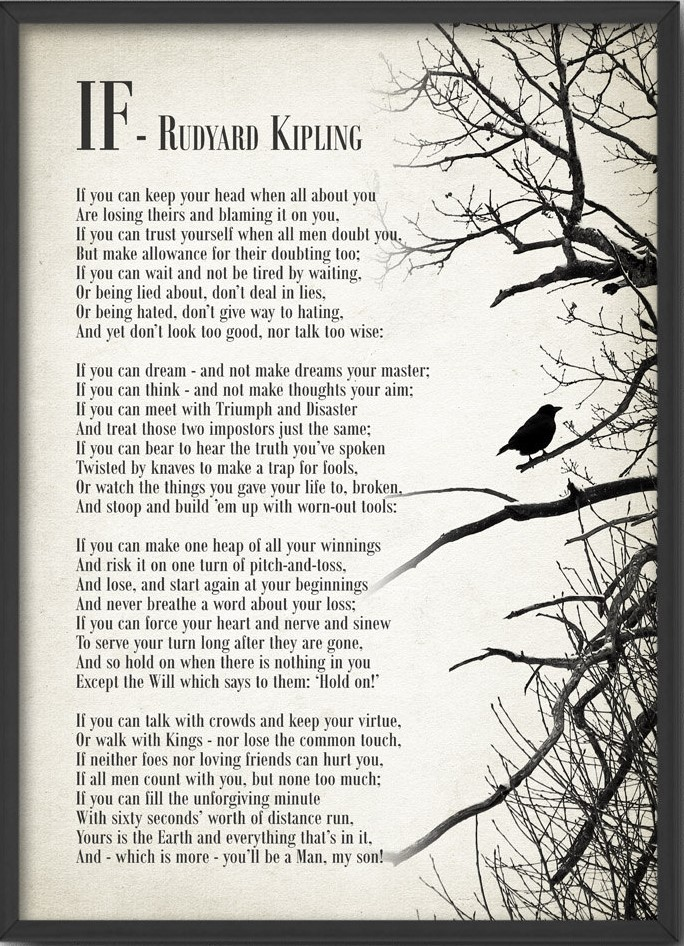 IF - RUDYARD KIPLING
If you can keep your head when all about you
Are losing theirs and blaming it on you,
If you can trust yourself when all men doubt you,
But make allowance for their doubting too;
If you can wait and not be tired by waiting,
Or being lied about, don't deal in lies,
Or being hated, don't give way to hating,
And yet don't look too good, nor talk too wise:
If you can dream - and not make dreams your master;
If you can think - and not make thoughts your aim;
If you can meet with Triumph and Disaster
And treat those two impostors just the same;
If you can bear to hear the truth you've spoken
Twisted by knaves to make a trap for fools,
Or watch the things you gave your life to, broken,
And stoop and build 'em up with worn-out tools:
If you can make one heap of all your winnings
And risk it on one turn of pitch-and-toss,
And lose, and start again at your beginnings
And never breathe a word about your loss;
If you can force your heart and nerve and sinew
To serve your turn long after they are gone,
And so hold on when there is nothing in you
Except the Will which says to them: 'Hold on!'
If you can talk with crowds and keep your virtue,
Or walk with Kings - nor lose the common touch,
If neither foes nor loving friends can hurt you,
If all men count with you, but none too much;
If you can fill the unforgiving minute
With sixty seconds' worth of distance run,
Yours is the Earth and everything that's in it,
And - which is more - you'll be a Man, my son!